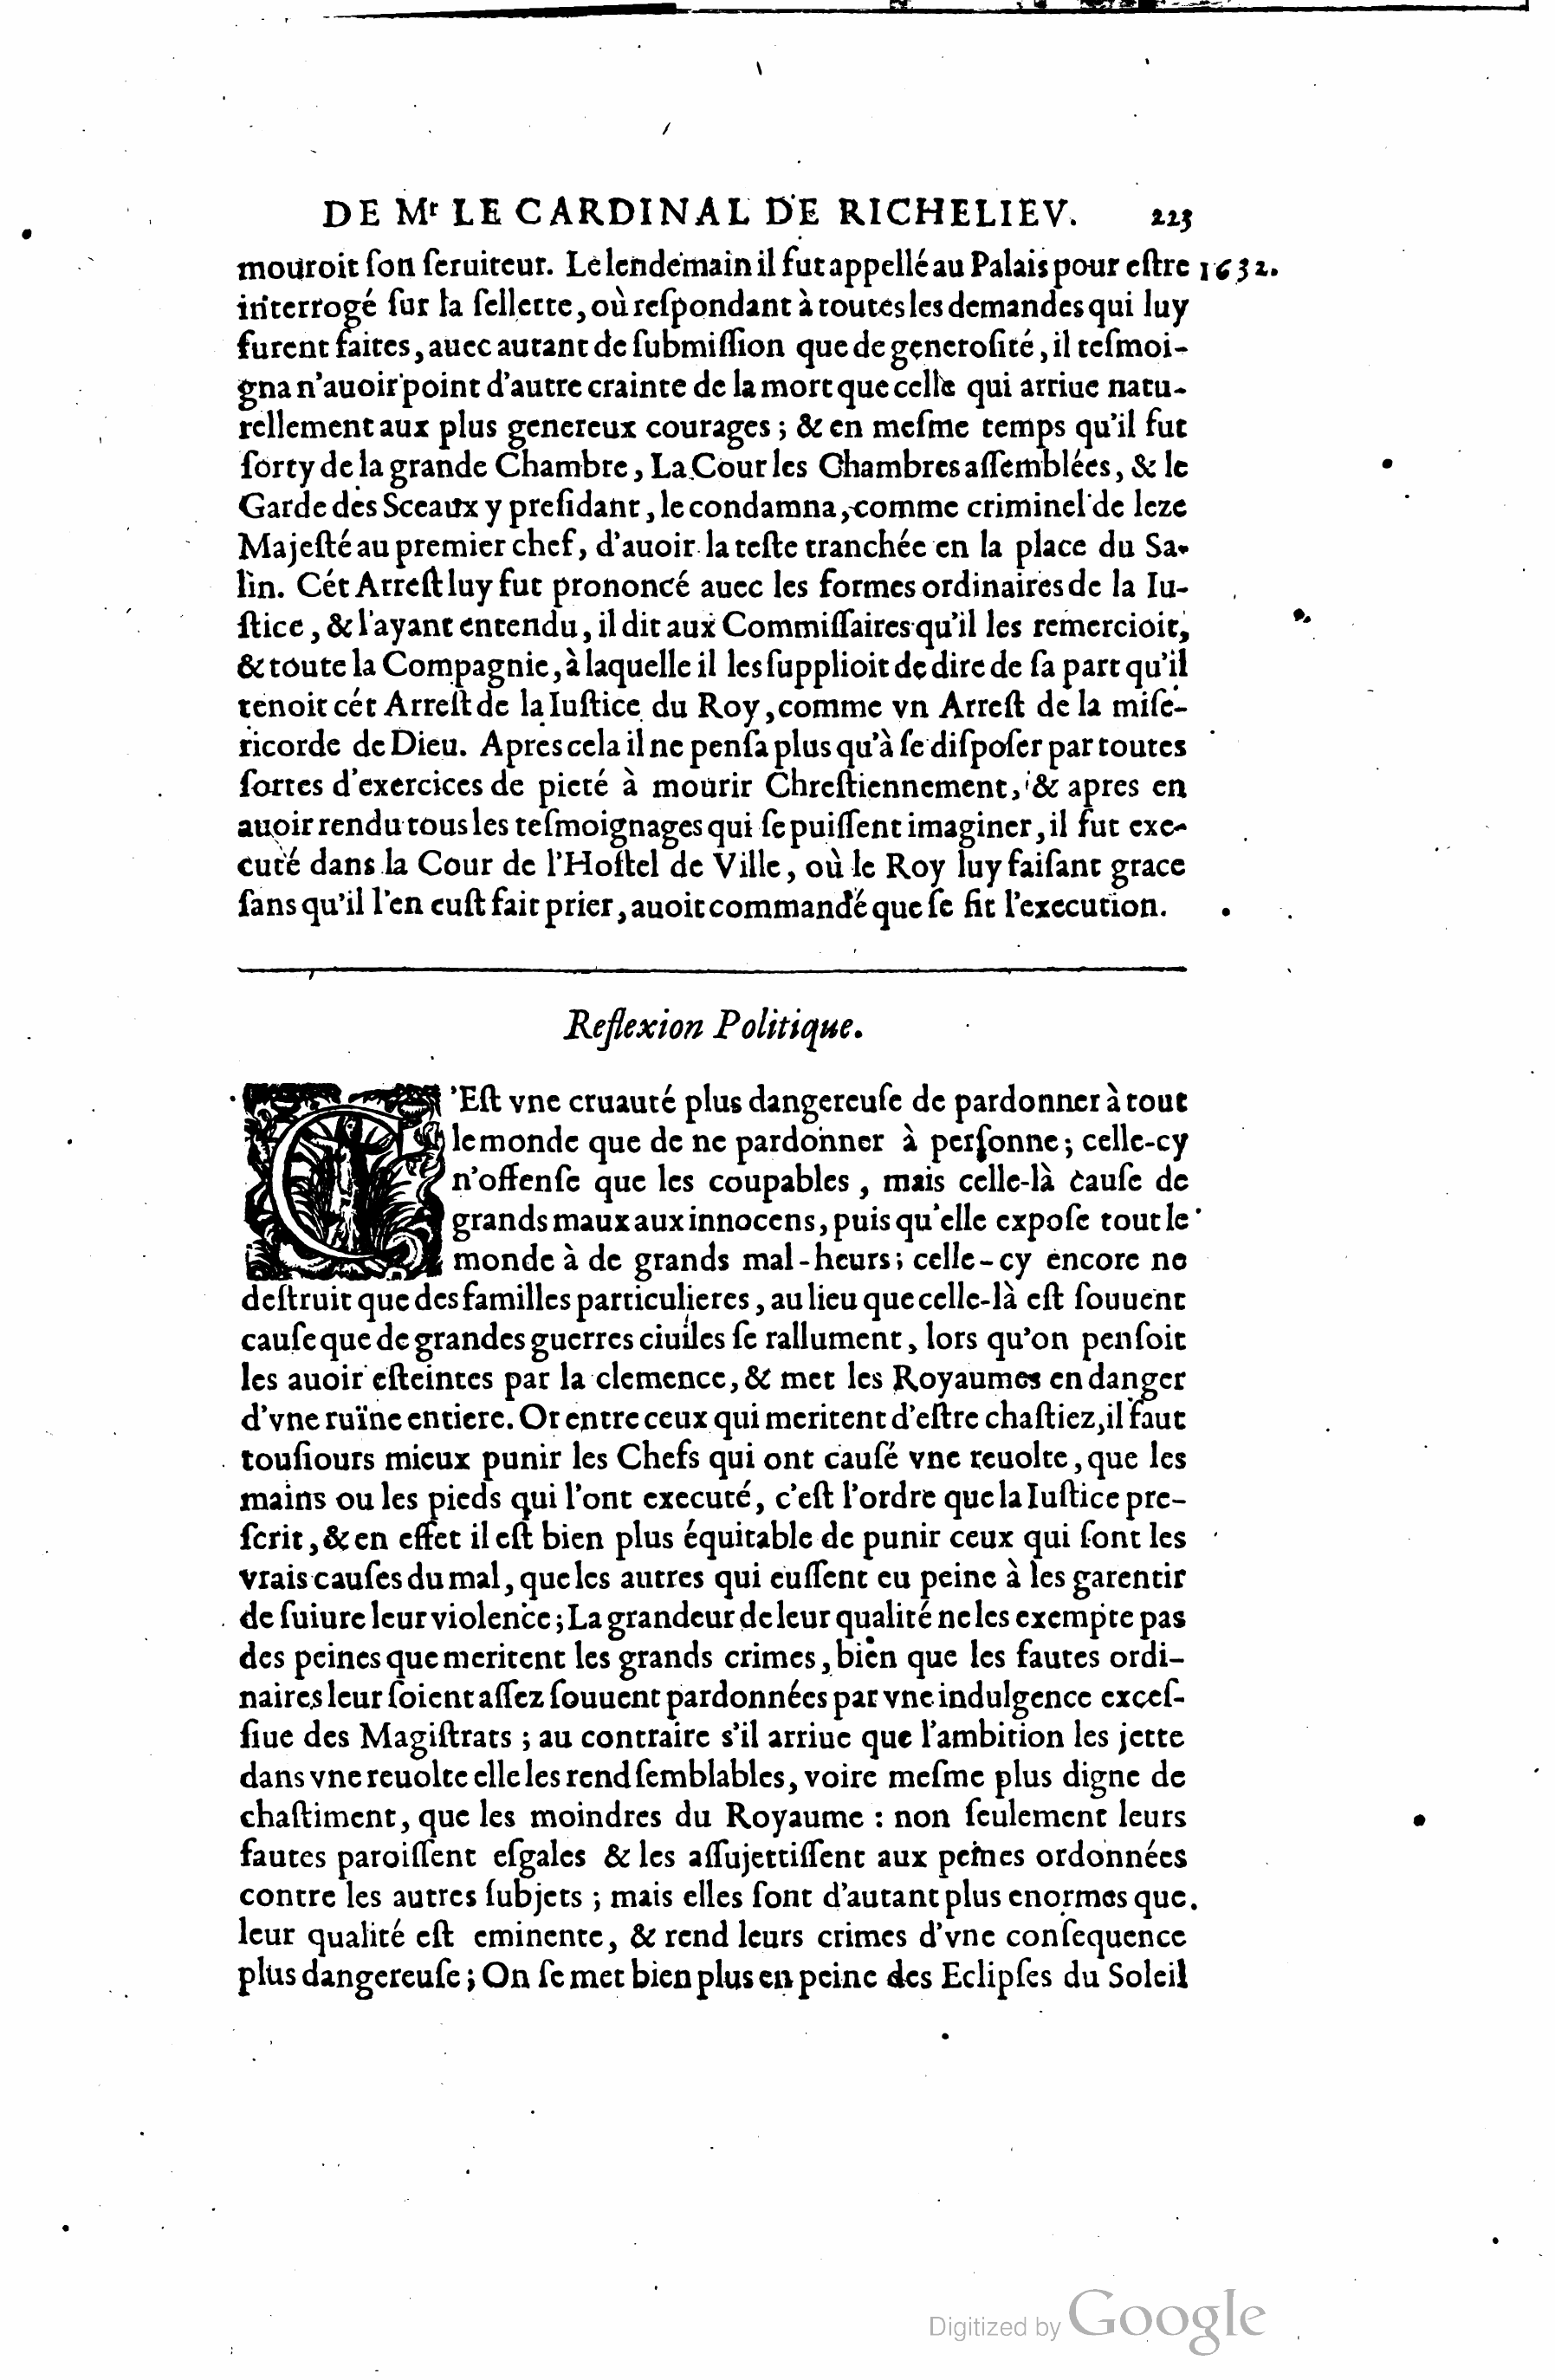 DE Mr LE CARDINAL DE RICHELIEV. 223
mouroit ſon ſeruiteur. Le lendemain il fut appellé au Palais pour eſtre 1632.
interrogé ſur la ſellette, où reſpondant à toutes les demandes qui luy
furent faites, auec autant de ſubmiſſion que de generoſité, il teſmoi-
gna n'auoir point d'autre crainte de la mort que celle qui arriue natu-
rellement aux plus genereux courages ; & en meſme temps qu'il fut
ſorty de la grande Chambre, La Cour les Chambres aſſemblées, & le
Garde des Sceaux y preſidant, le condamna, comme criminel de leze
Majeſté au premier chef, d'auoir la teſte tranchée en la place du Sa-
lin. Cét Arreſt luy fut prononcé auec les formes ordinaires de la Iu-
ſtice, & l'ayant entendu, il dit aux Commiſſaires qu'il les remercioit,
& toute la Compagnie, à laquelle il les ſupplioit de dire de ſa part qu'il
tenoit cét Arreſt de la Iuſtice du Roy, comme vn Arreſt de la miſe-
ricorde de Dieu. Apres cela il ne penſa plus qu'à ſe diſpoſer par toutes
ſortes d'exercices de pieté à mourir Chreſtiennement, & apres en
auoir rendu tous les teſmoignages qui ſe puiſſent imaginer, il fut exe-
cuté dans la Cour de l'Hoſtel de Ville, où le Roy luy faiſant grace
ſans qu'il l'en euſt fait prier, auoit commandé que ſe fit l'execution.
Reflexion Politique.
C'Eſt vne cruauté plus dangereuſe de pardonner à tout
le monde que de ne pardonner à perſonne ; celle-cy
n'offenſe que les coupables, mais celle-là cauſe de
grands maux aux innocens, puis qu'elle expoſe tout le
monde à de grands mal-heurs ; celle-cy encore ne
deſtruit que des familles particulieres, au lieu que celle-là eſt ſouuent
cauſe que de grandes guerres ciuiles ſe rallument, lors qu'on penſoit
les auoir eſteintes par la clemence, & met les Royaumes en danger
d'vne ruïne entiere. Or entre ceux qui meritent d'eſtre chaſtiez, il faut
touſiours mieux punir les Chefs qui ont cauſé vne reuolte, que les
mains ou les pieds qui l'ont executé, c'eſt l'ordre que la Iuſtice pre-
ſcrit, & en effet il eſt bien plus équitable de punir ceux qui ſont les
vrais cauſes du mal, que les autres qui euſſent eu peine à les garentir
de ſuiure leur violence ; La grandeur de leur qualité ne les exempte pas
des peines que meritent les grands crimes, bien que les fautes ordi-
naires leur ſoient aſſez ſouuent pardonnées par vne indulgence exceſ-
ſiue des Magiſtrats ; au contraire s'il arriue que l'ambition les jette
dans vne reuolte elle les rend ſemblables, voire meſme plus digne de
chaſtiment, que les moindres du Royaume : non ſeulement leurs
fautes paroiſſent eſgales & les aſſujettiſſent aux peines ordonnées
contre les autres ſubjets ; mais elles ſont d'autant plus enormes que
leur qualité eſt eminente, & rend leurs crimes d'vne conſequence
plus dangereuſe ; On ſe met bien plus en peine des Eclipſes du Soleil
Digitized by Google